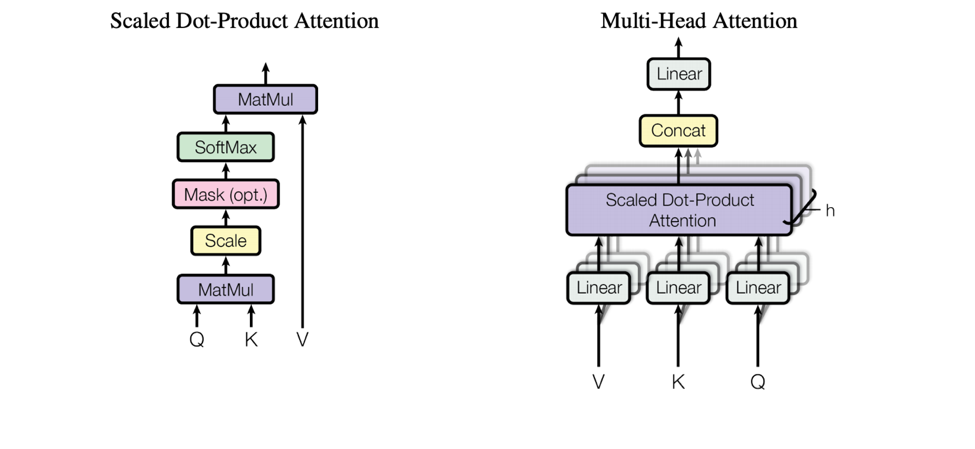 Scaled Dot-Product Attention
MatMul
SoftMax
Mask (opt.)
Scale
MatMul
Q K V
Multi-Head Attention
Linear
Concat
Scaled Dot-Product
Attention
h
Linear Linear Linear
V K Q